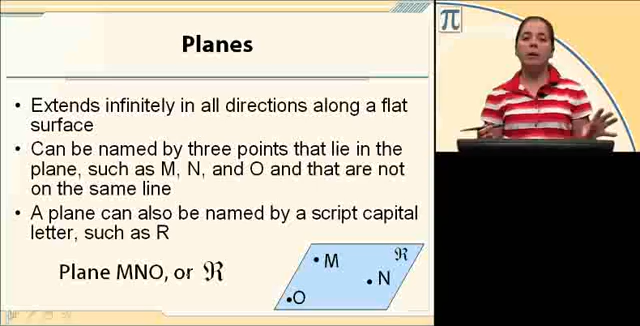 π
Planes
• Extends infinitely in all directions along a flat
surface
• Can be named by three points that lie in the
plane, such as M, N, and O and that are not
on the same line
• A plane can also be named by a script capital
letter, such as R
Plane MNO, or ℜ
M
ℜ
N
O